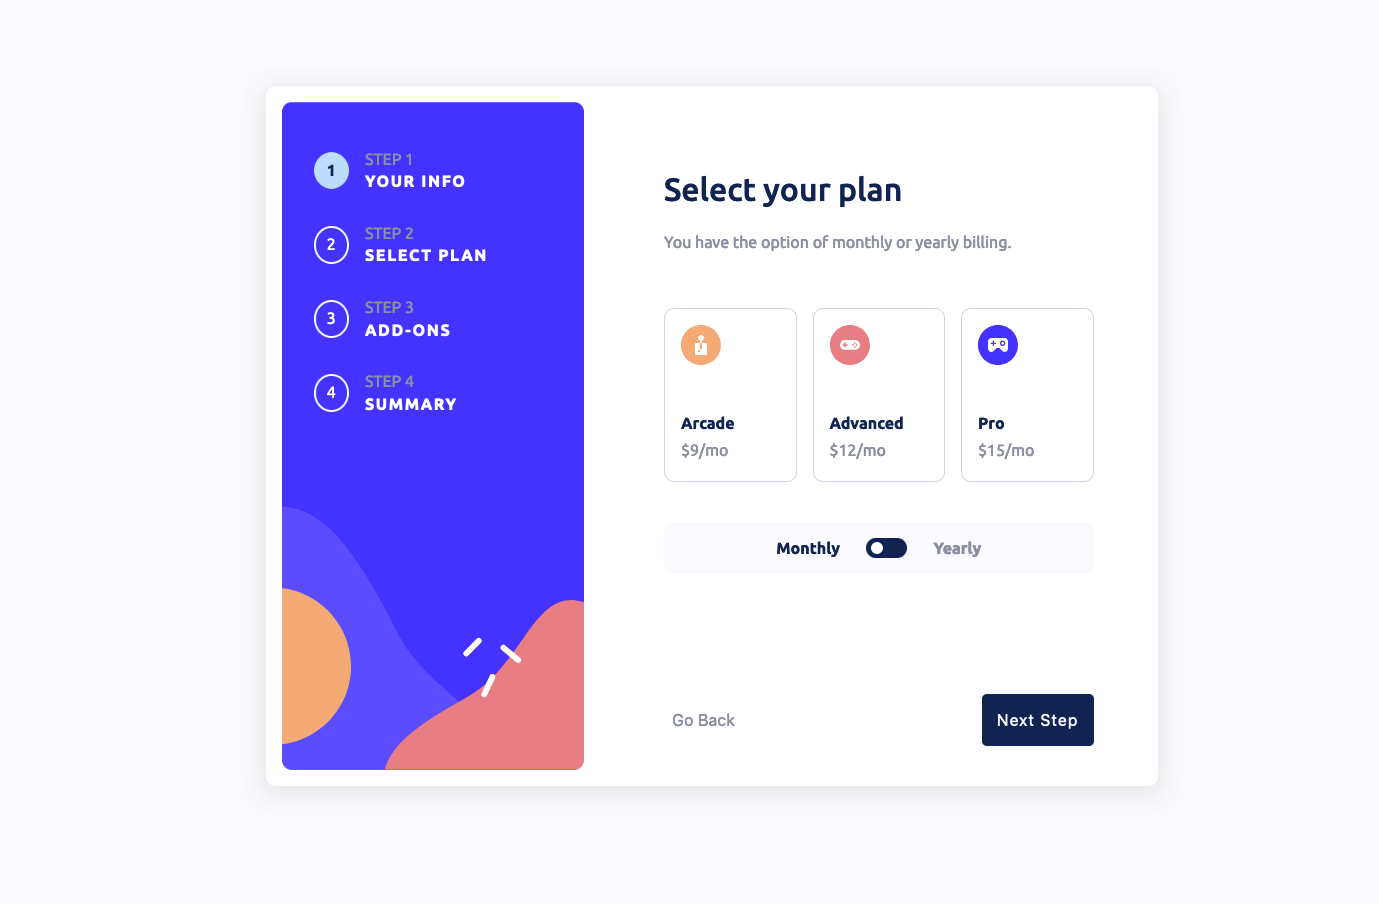 1
STEP 1
YOUR INFO
2
STEP 2
SELECT PLAN
3
STEP 3
ADD-ONS
4
STEP 4
SUMMARY
Select your plan
You have the option of monthly or yearly billing.
Arcade
$9/mo
Advanced
$12/mo
Pro
$15/mo
Monthly Yearly
Go Back
Next Step